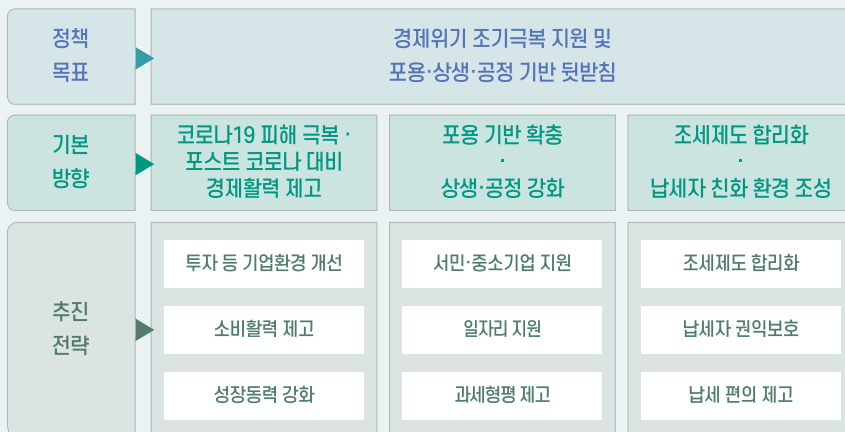 정책
목표
경제위기 조기극복 지원 및
포용·상생·공정 기반 뒷받침
기본
방향
코로나19 피해 극복·
포스트 코로나 대비
경제활력 제고
포용 기반 확충
·
상생·공정 강화
조세제도 합리화
·
납세자 친화 환경 조성
추진
전략
투자 등 기업환경 개선
소비활력 제고
성장동력 강화
서민·중소기업 지원
일자리 지원
과세형평 제고
조세제도 합리화
납세자 권익보호
납세 편의 제고